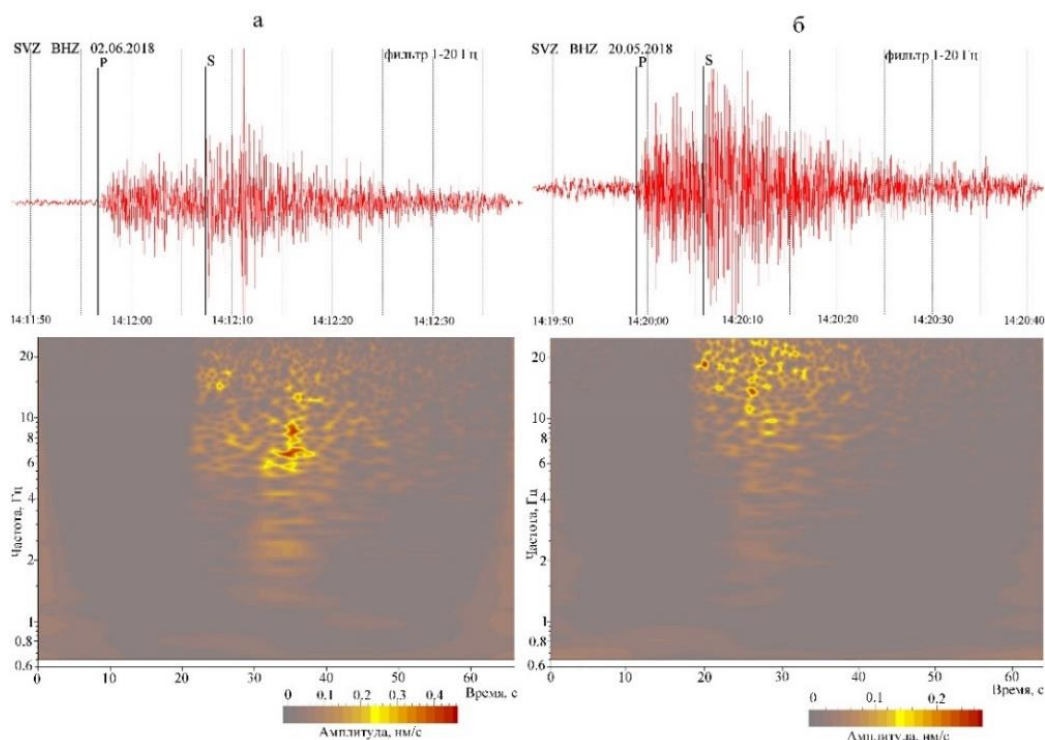 а
SVZ BHZ 02.06.2018 фильтр 1-20 Гц
P S
14:11:50 14:12:00 14:12:10 14:12:20 14:12:30
20
10
8
6
4
2
1
0.8
0.6
Частота, Гц
0 10 20 30 40 50 60 Время, с
0 0.1 0.2 0.3 0.4
Амплитуда, нм/с
б
SVZ BHZ 20.05.2018 фильтр 1-20 Гц
P S
14:19:50 14:20:00 14:20:10 14:20:20 14:20:30 14:20:40
20
10
8
6
4
2
1
0.8
0.6
Частота, Гц
0 10 20 30 40 50 60 Время, с
0 0.1 0.2
Амплитуда, нм/с